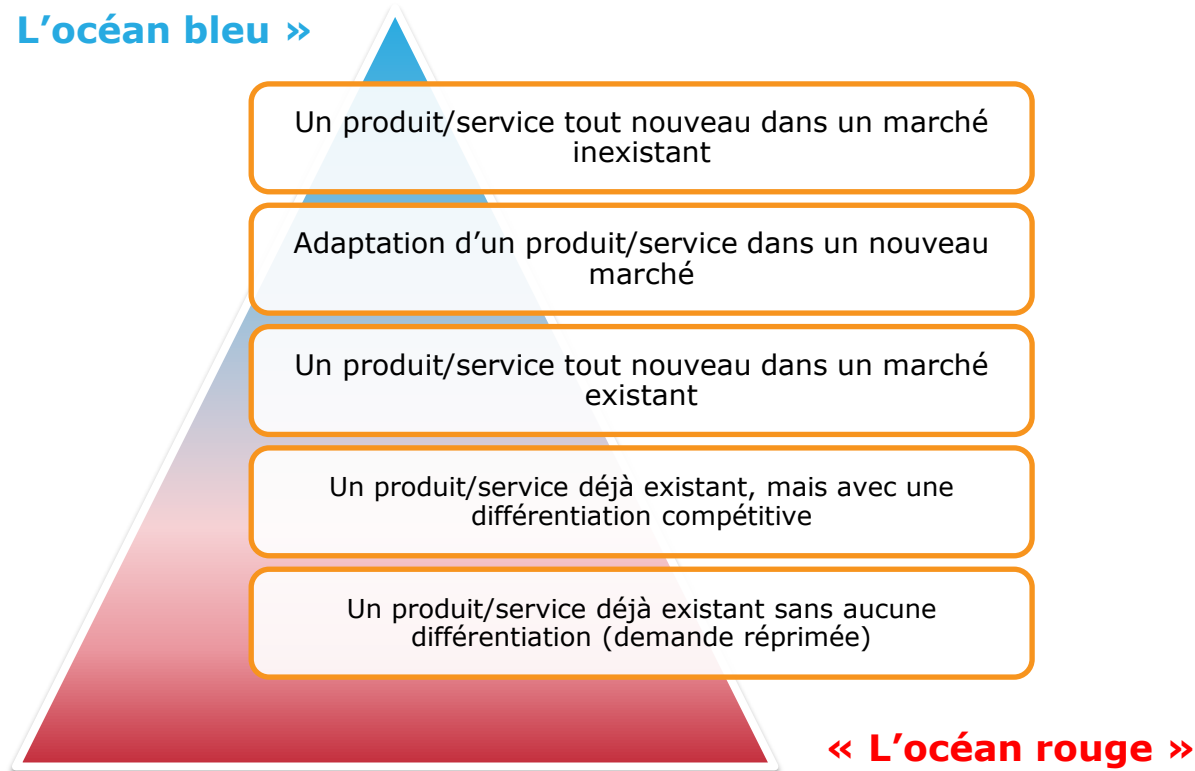 L’océan bleu »
Un produit/service tout nouveau dans un marché
inexistant
Adaptation d’un produit/service dans un nouveau
marché
Un produit/service tout nouveau dans un marché
existant
Un produit/service déjà existant, mais avec une
différentiation compétitive
Un produit/service déjà existant sans aucune
différentiation (demande réprimée)
« L’océan rouge »